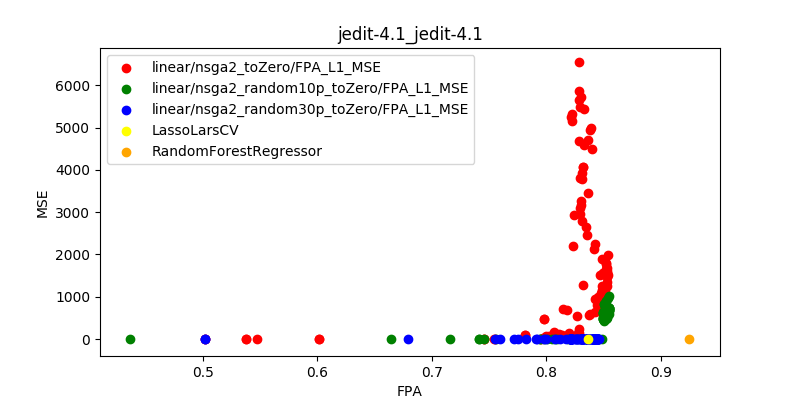 jedit-4.1_jedit-4.1
linear/nsga2_toZero/FPA_L1_MSE
linear/nsga2_random10p_toZero/FPA_L1_MSE
linear/nsga2_random30p_toZero/FPA_L1_MSE
LassoLarsCV
RandomForestRegressor
MSE
6000
5000
4000
3000
2000
1000
0
0.5 0.6 0.7 0.8 0.9
FPA